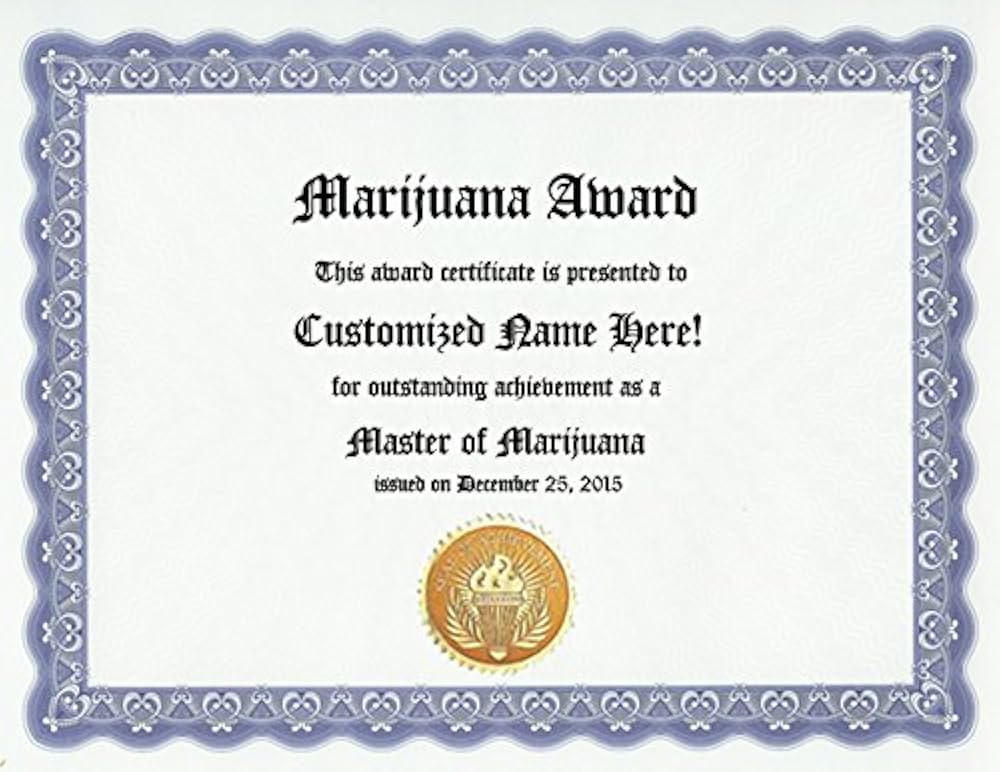 Marijuana Award
This award certificate is presented to
Customized Name Here!
for outstanding achievement as a
Master of Marijuana
issued on December 25, 2015